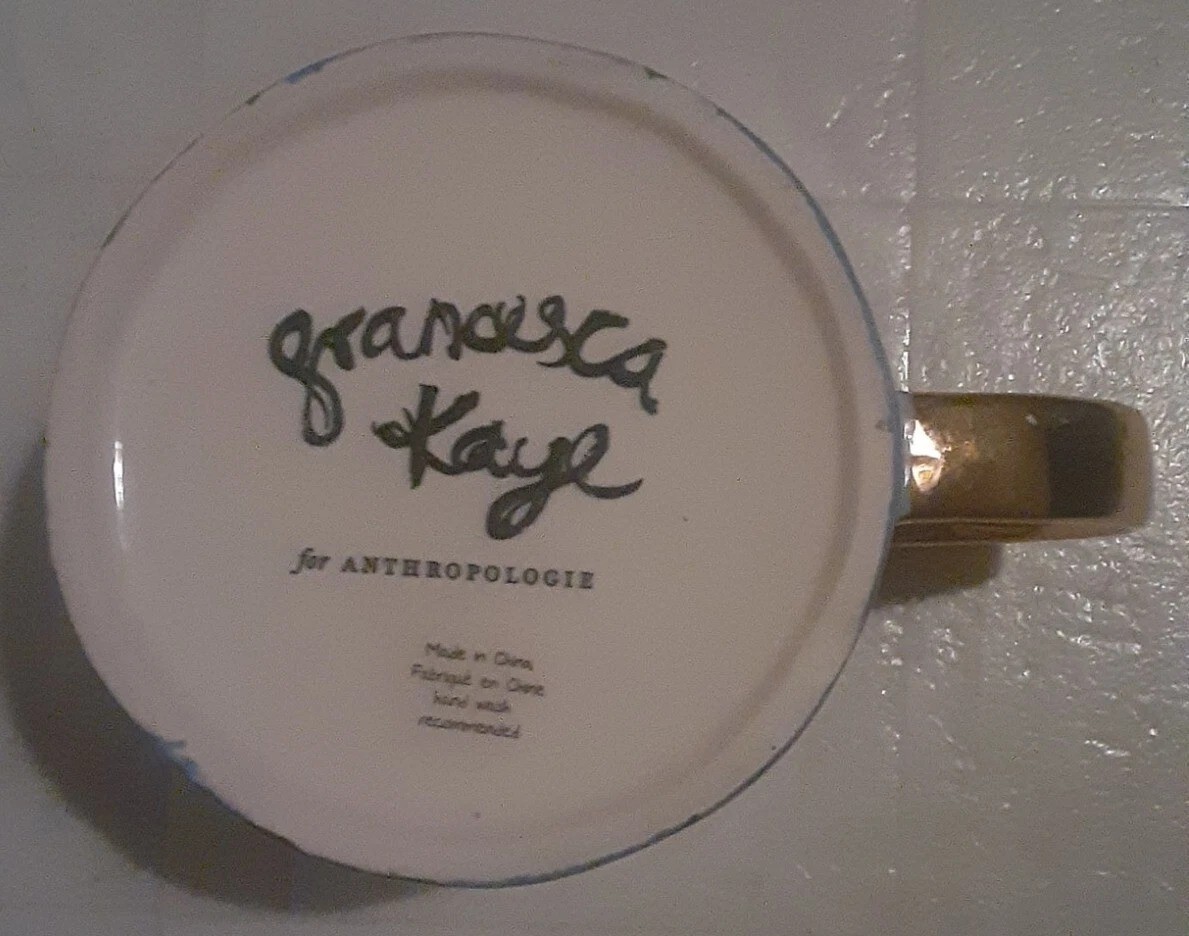 francesca
Kaye
for ANTHROPOLOGIE
Made in China
Fabriqué en Chine
hand wash
recommended